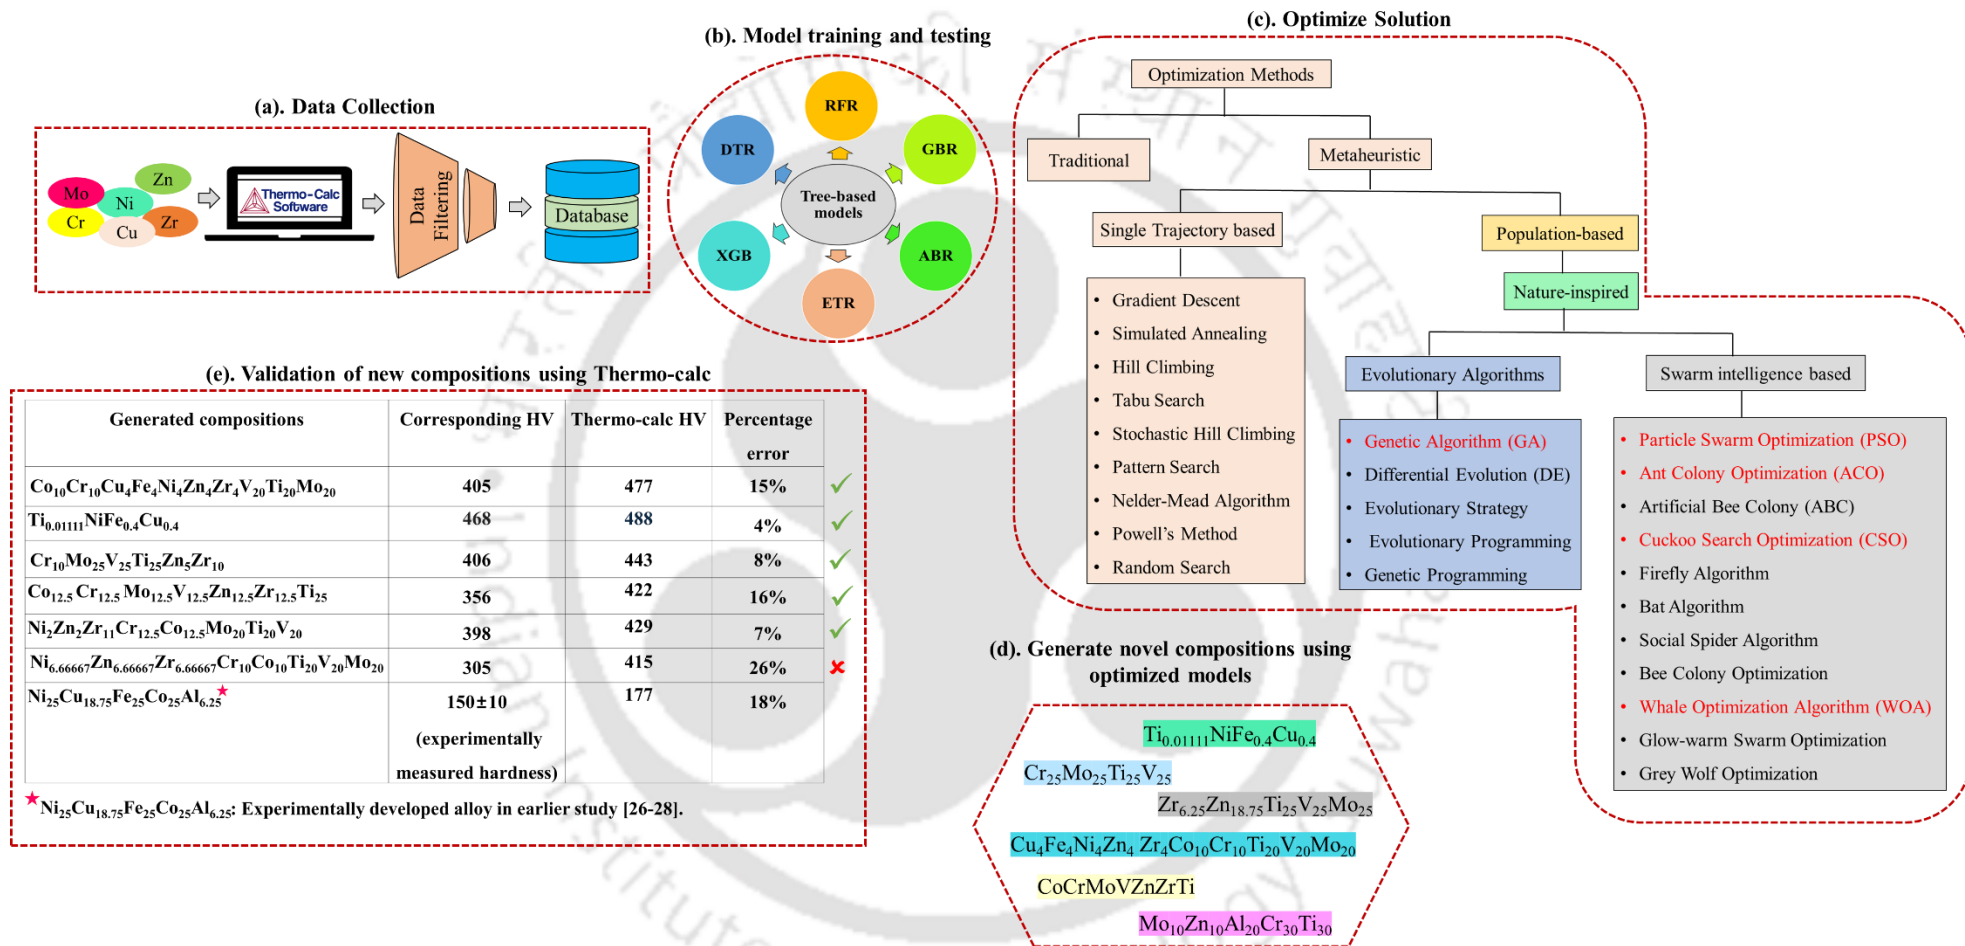 (a). Data Collection
Mo
Zn
Ni
Cr
Cu
Zr
Thermo-Calc
Software
Data
Filtering
Database
(b). Model training and testing
RFR
DTR
GBR
Tree-based
models
XGB
ABR
ETR
(c). Optimize Solution
Optimization Methods
Traditional
Metaheuristic
Single Trajectory based
Population-based
Nature-inspired
• Gradient Descent
• Simulated Annealing
• Hill Climbing
• Tabu Search
• Stochastic Hill Climbing
• Pattern Search
• Nelder-Mead Algorithm
• Powell's Method
• Random Search
Evolutionary Algorithms
• Genetic Algorithm (GA)
• Differential Evolution (DE)
• Evolutionary Strategy
• Evolutionary Programming
• Genetic Programming
Swarm intelligence based
• Particle Swarm Optimization (PSO)
• Ant Colony Optimization (ACO)
• Artificial Bee Colony (ABC)
• Cuckoo Search Optimization (CSO)
• Firefly Algorithm
• Bat Algorithm
• Social Spider Algorithm
• Bee Colony Optimization
• Whale Optimization Algorithm (WOA)
• Glow-warm Swarm Optimization
• Grey Wolf Optimization
(d). Generate novel compositions using
optimized models
Ti0.01111NiFe0.4Cu0.4
Cr25Mo25Ti25V25
Zr6.25Zn18.75Ti25V25Mo25
Cu4Fe4Ni4Zn4 Zr4Co10Cr10Ti20V20Mo20
CoCrMoVZnZrTi
Mo10Zn10Al20Cr30Ti30
(e). Validation of new compositions using Thermo-calc
Generated compositions Corresponding HV Thermo-calc HV Percentage
error
Co10Cr10Cu4Fe4Ni4Zn4Zr4V20Ti20Mo20 405 477 15% ✓
Ti0.01111NiFe0.4Cu0.4 468 488 4% ✓
Cr10Mo25V25Ti25Zn5Zr10 406 443 8% ✓
Co12.5Cr12.5 Mo12.5V12.5Zn12.5Zr12.5Ti25 356 422 16% ✓
Ni2Zn2Zr11Cr12.5Co12.5Mo20Ti20V20 398 429 7% ✓
Ni6.66667Zn6.66667Zr6.66667Cr10Co10Ti20V20Mo20 305 415 26% ✘
Ni25Cu18.75Fe25Co25Al6.25★ 150±10 177 18%
(experimentally
measured hardness)
★Ni25Cu18.75Fe25Co25Al6.25: Experimentally developed alloy in earlier study [26-28].